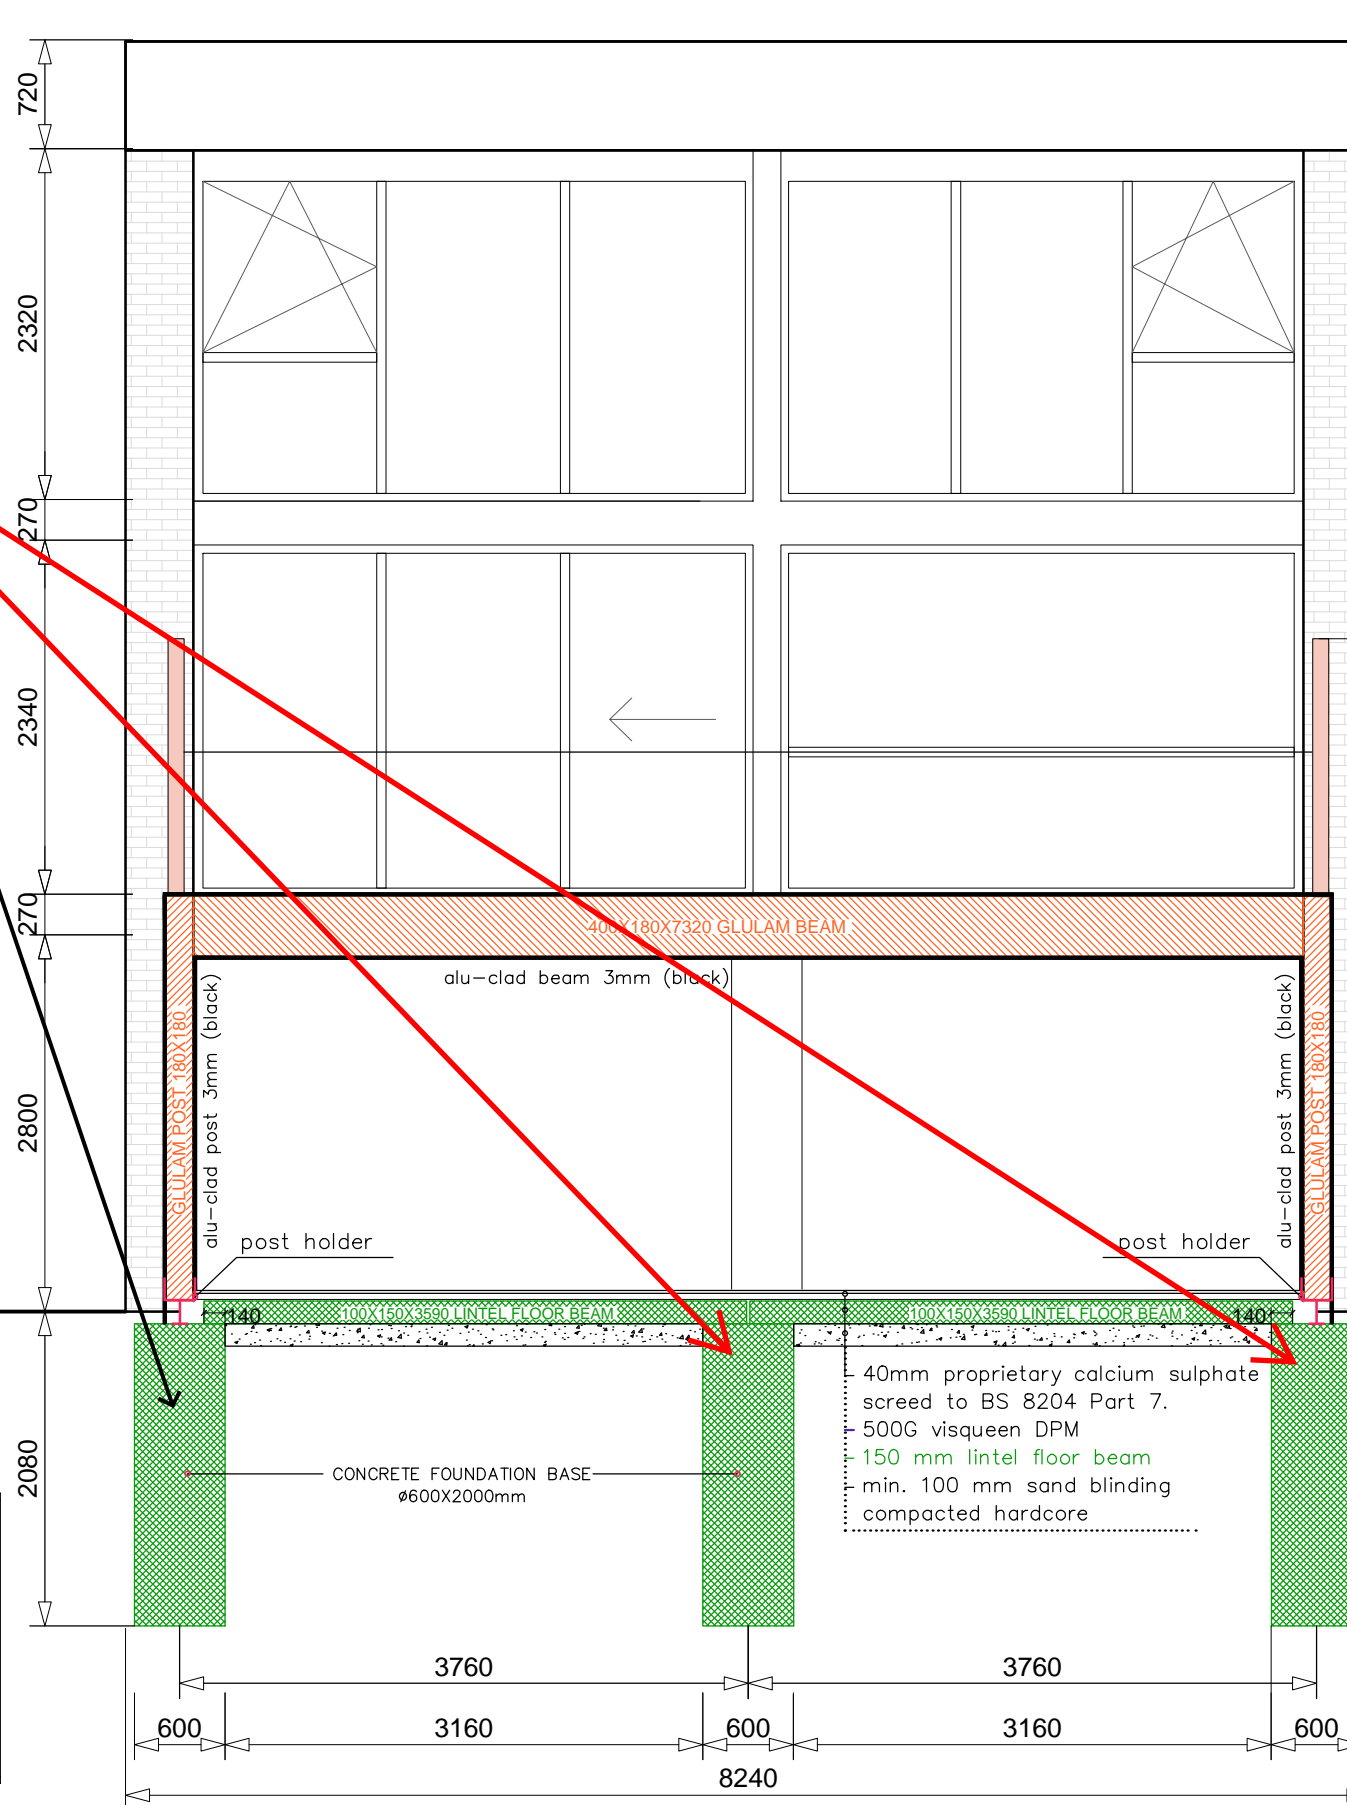 720
2320
270
2340
270
400X180X7320 GLULAM BEAM
alu-clad beam 3mm (black)
GLULAM POST 180X180
alu-clad post 3mm (black)
alu-clad post 3mm (black)
GLULAM POST 180X180
2800
post holder
post holder
140
100X150X3590 LINTEL FLOOR BEAM
100X150X3590 LINTEL FLOOR BEAM
140
40mm proprietary calcium sulphate
screed to BS 8204 Part 7.
500G visqueen DPM
150 mm lintel floor beam
min. 100 mm sand blinding
compacted hardcore
2080
CONCRETE FOUNDATION BASE
ø600X2000mm
3760
3760
600
3160
600
3160
600
8240